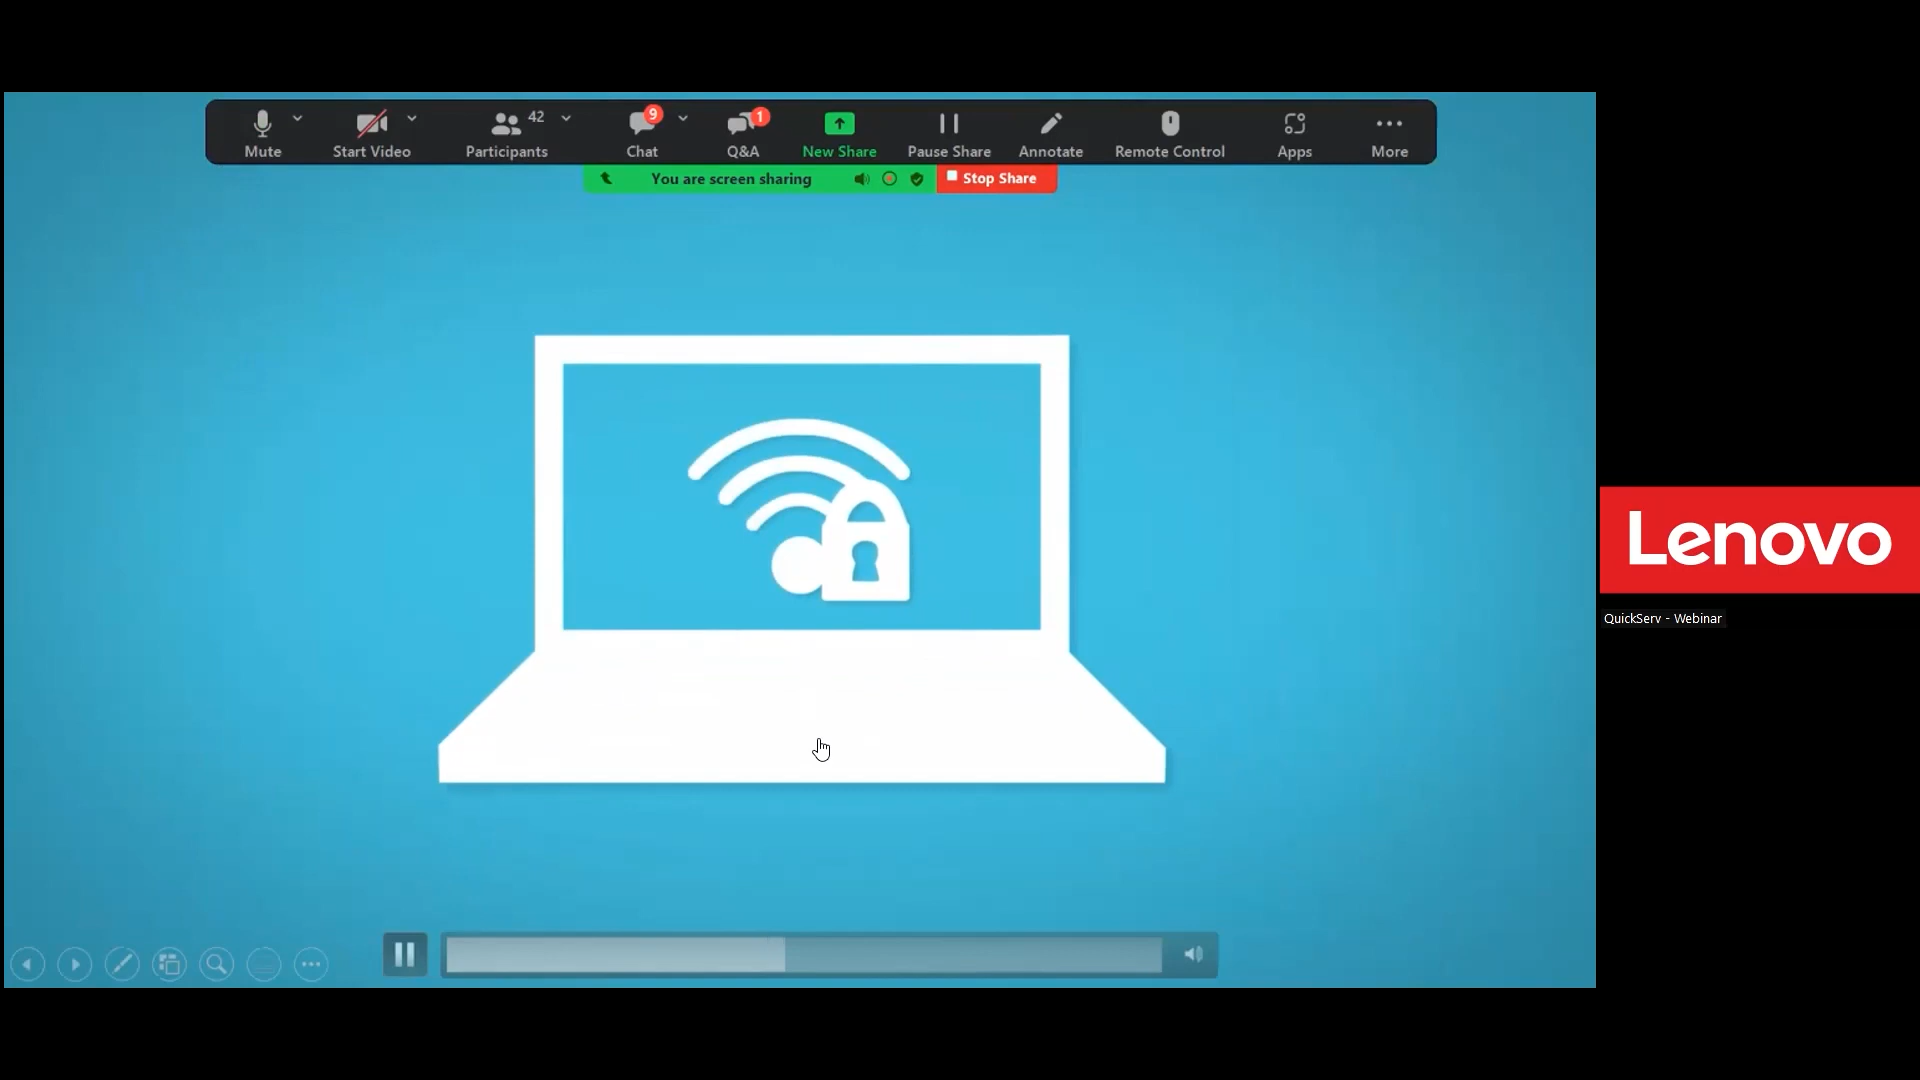 42
9
1
Mute
Start Video
Participants
Chat
Q&A
New Share
Pause Share
Annotate
Remote Control
Apps
More
You are screen sharing
Stop Share
Lenovo
QuickServ - Webinar